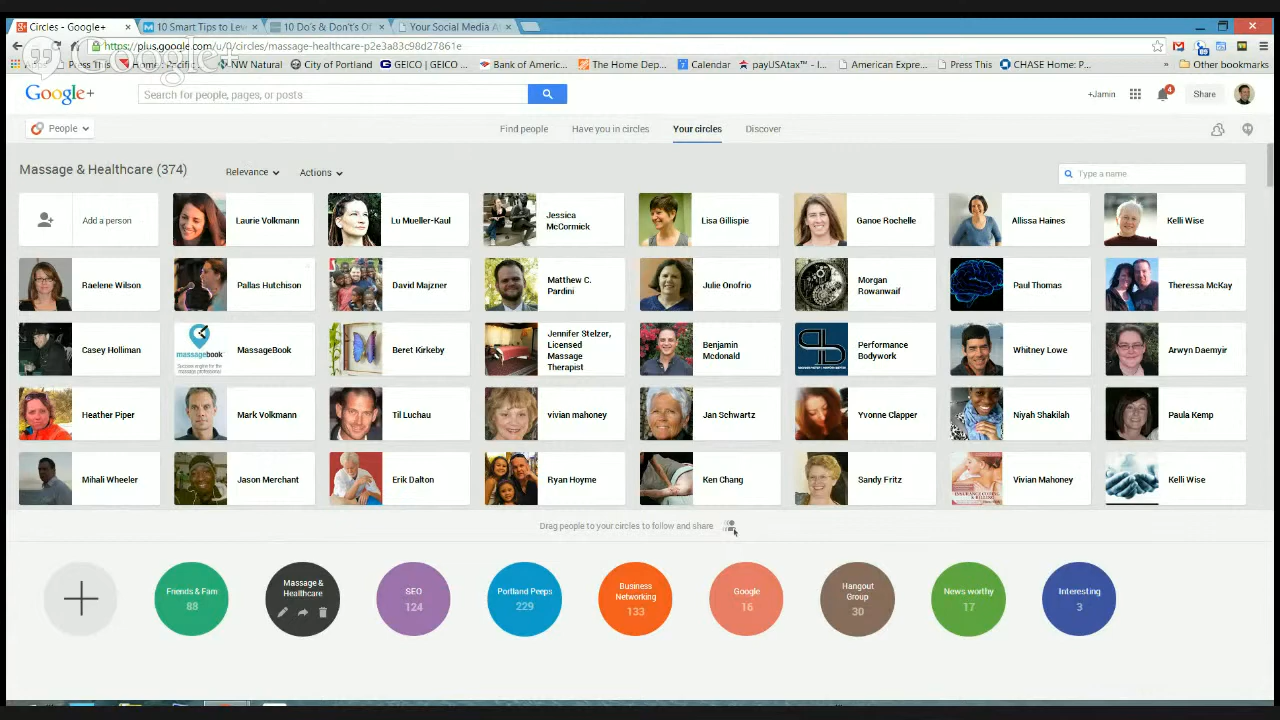 Circles - Google+
10 Smart Tips to Lev
10 Do's & Don'ts Of
Your Social Media A
https://plus.google.com/u/0/circles/massage-healthcare-p2e3a83c98d27861e
Press This
NW Natural
City of Portland
GEICO | GEICO ...
Bank of Americ...
The Home Dep...
Calendar
payUSAtax™ - I...
American Expre...
Press This
CHASE Home: P...
»
Other bookmarks
Google+
Search for people, pages, or posts
+Jamin
4
Share
People
Find people
Have you in circles
Your circles
Discover
Massage & Healthcare (374)
Relevance
Actions
Type a name
Add a person
Laurie Volkmann
Lu Mueller-Kaul
Jessica
McCormick
Lisa Gillispie
Ganoe Rochelle
Allissa Haines
Kelli Wise
Raelene Wilson
Pallas Hutchison
David Majzner
Matthew C.
Pardini
Julie Onofrio
Morgan
Rowanwaif
Paul Thomas
Theressa McKay
Casey Holliman
massagebook
MassageBook
Beret Kirkeby
Jennifer Stelzer,
Licensed
Massage
Therapist
Benjamin
Mcdonald
Performance
Bodywork
Whitney Lowe
Arwyn Daemyir
Heather Piper
Mark Volkmann
Til Luchau
vivian mahoney
Jan Schwartz
Yvonne Clapper
Niyah Shakilah
Paula Kemp
Mihali Wheeler
Jason Merchant
Erik Dalton
Ryan Hoyme
Ken Chang
Sandy Fritz
Vivian Mahoney
Kelli Wise
Drag people to your circles to follow and share
Friends & Fam
88
Massage &
Healthcare
SEO
124
Portland Peeps
229
Business
Networking
133
Google
16
Hangout
Group
30
News worthy
17
Interesting
3